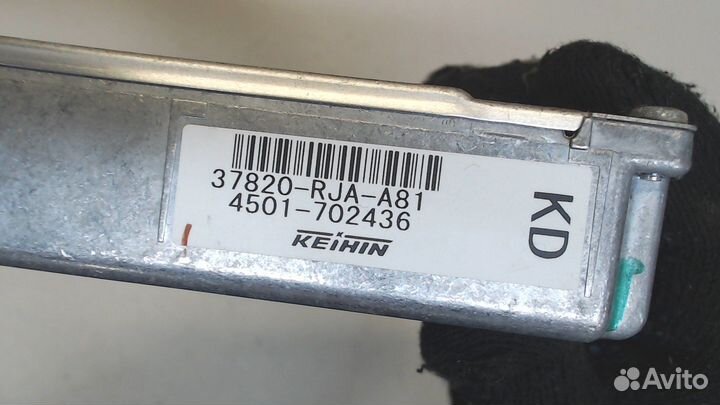 37820-RJA-A81
4501-702436
KEIHIN
KD
Avito